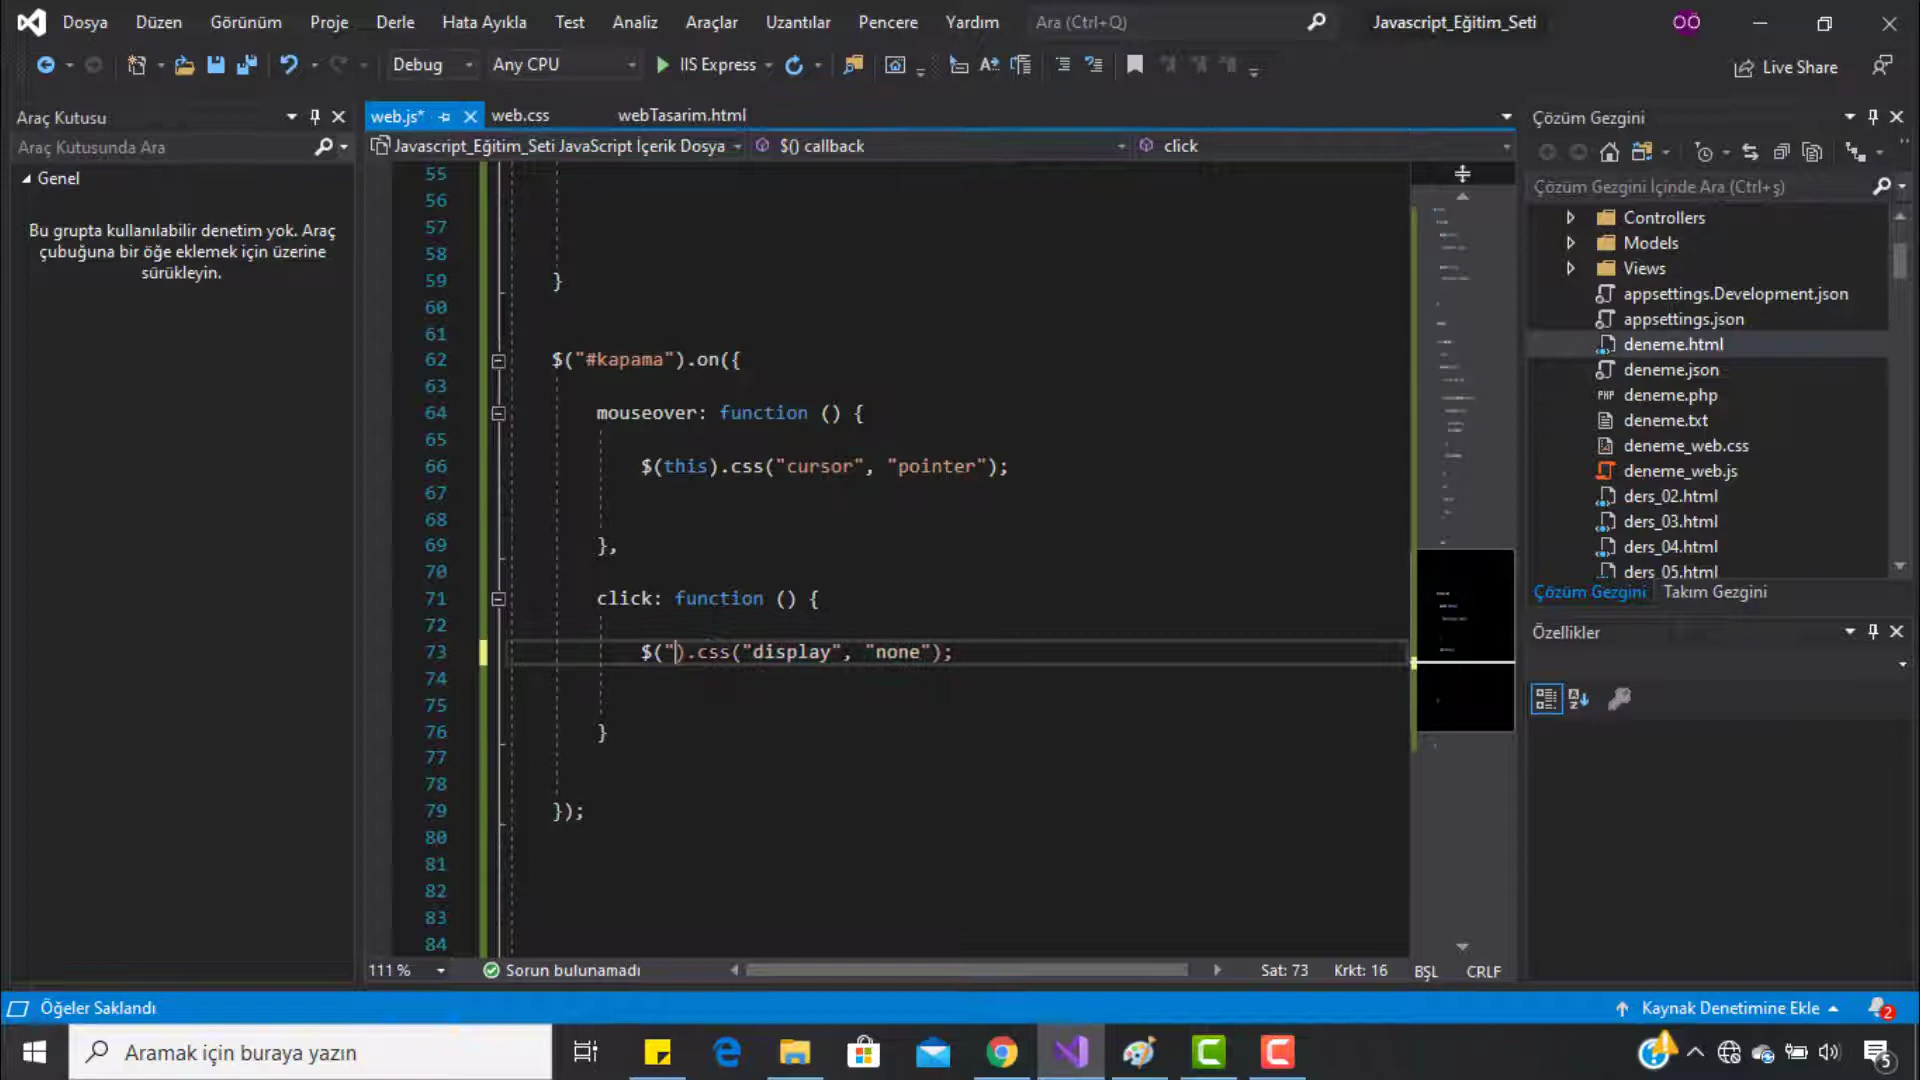 Dosya Düzen Görünüm Proje Derle Hata Ayıkla Test Analiz Araçlar Uzantılar Pencere Yardım Ara (Ctrl+Q) Javascript_Eğitim_Seti OÖ
Debug Any CPU IIS Express Live Share
Araç Kutusu
Araç Kutusunda Ara
Genel
Bu grupta kullanılabilir denetim yok. Araç
çubuğuna bir öğe eklemek için üzerine
sürükleyin.
web.js* web.css webTasarim.html
Javascript_Eğitim_Seti JavaScript İçerik Dosya $() callback click
55
56
57
58
59 }
60
61
62 $("#kapama").on({
63
64 mouseover: function () {
65
66 $(this).css("cursor", "pointer");
67
68
69 },
70
71 click: function () {
72
73 $(").css("display", "none");
74
75
76 }
77
78
79 });
80
81
82
83
84
111 % Sorun bulunamadı Sat: 73 Krkt: 16 BŞL CRLF
Çözüm Gezgini
Çözüm Gezgini İçinde Ara (Ctrl+ş)
Controllers
Models
Views
appsettings.Development.json
appsettings.json
deneme.html
deneme.json
PHP deneme.php
deneme.txt
deneme_web.css
deneme_web.js
ders_02.html
ders_03.html
ders_04.html
ders_05.html
Çözüm Gezgini Takım Gezgini
Özellikler
Öğeler Saklandı Kaynak Denetimine Ekle 2
Aramak için buraya yazın 5